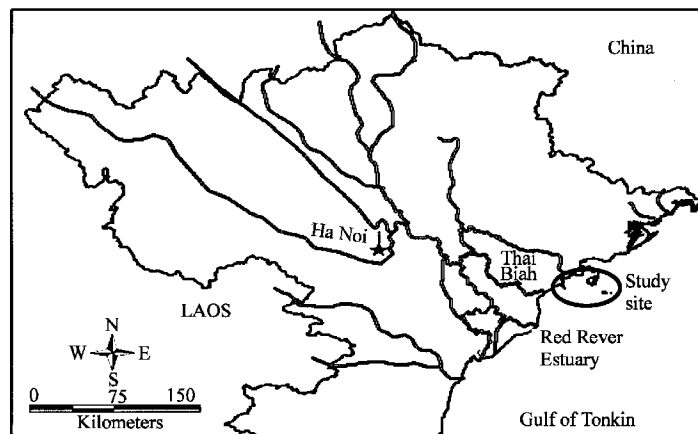 China
Ha Noi
Thai
Biah
Study
site
LAOS
Red Rever
Estuary
N
W E
S
0 75 150
Kilometers
Gulf of Tonkin